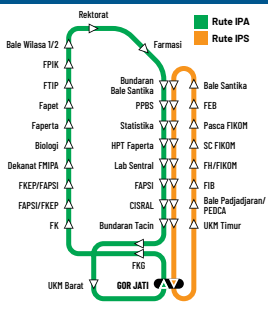 Rektorat
Rute IPA
Rute IPS
Farmasi
Bale Wilasa 1/2
FPIK
FTIP
Fapet
Faperta
Biologi
Dekanat FMIPA
FKEP/FAPSI
FAPSI/FKEP
FK
Bundaran
Bale Santika
PPBS
Statistika
HPT Faperta
Lab Sentral
FAPSI
CISRAL
Bundaran Tacin
Bale Santika
FEB
Pasca FIKOM
SC FIKOM
FH/FIKOM
FIB
Bale Padjadjaran/
PEDCA
UKM Timur
FKG
UKM Barat
GOR JATI